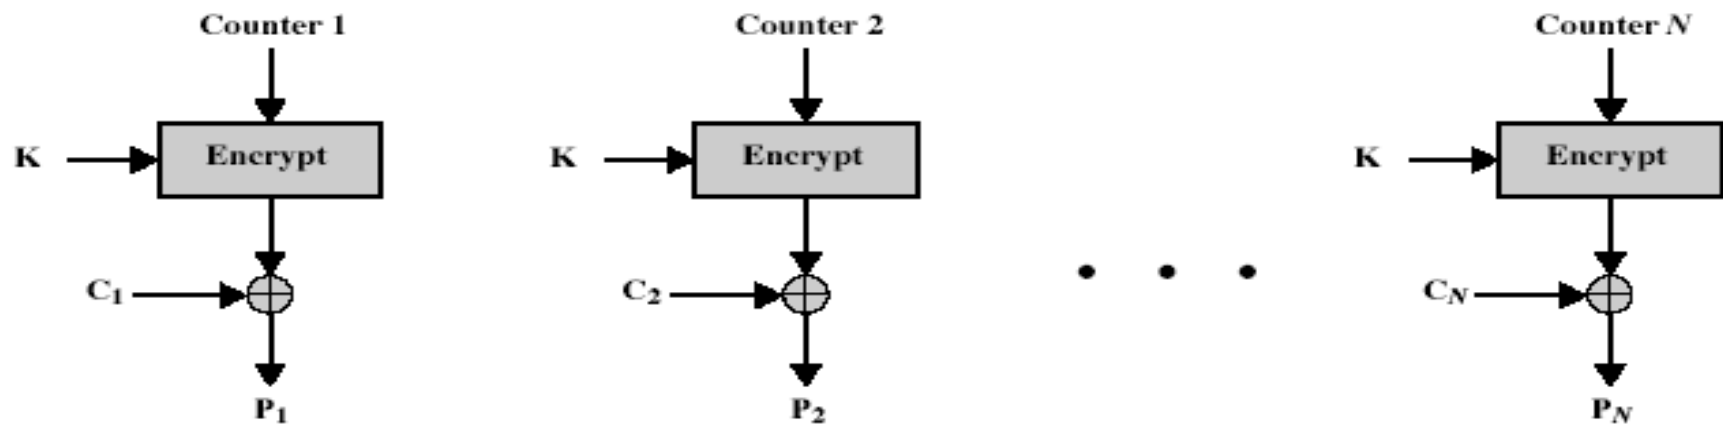 Counter 1 Counter 2 Counter N
K Encrypt K Encrypt K Encrypt
C1 C2 CN
P1 P2 PN